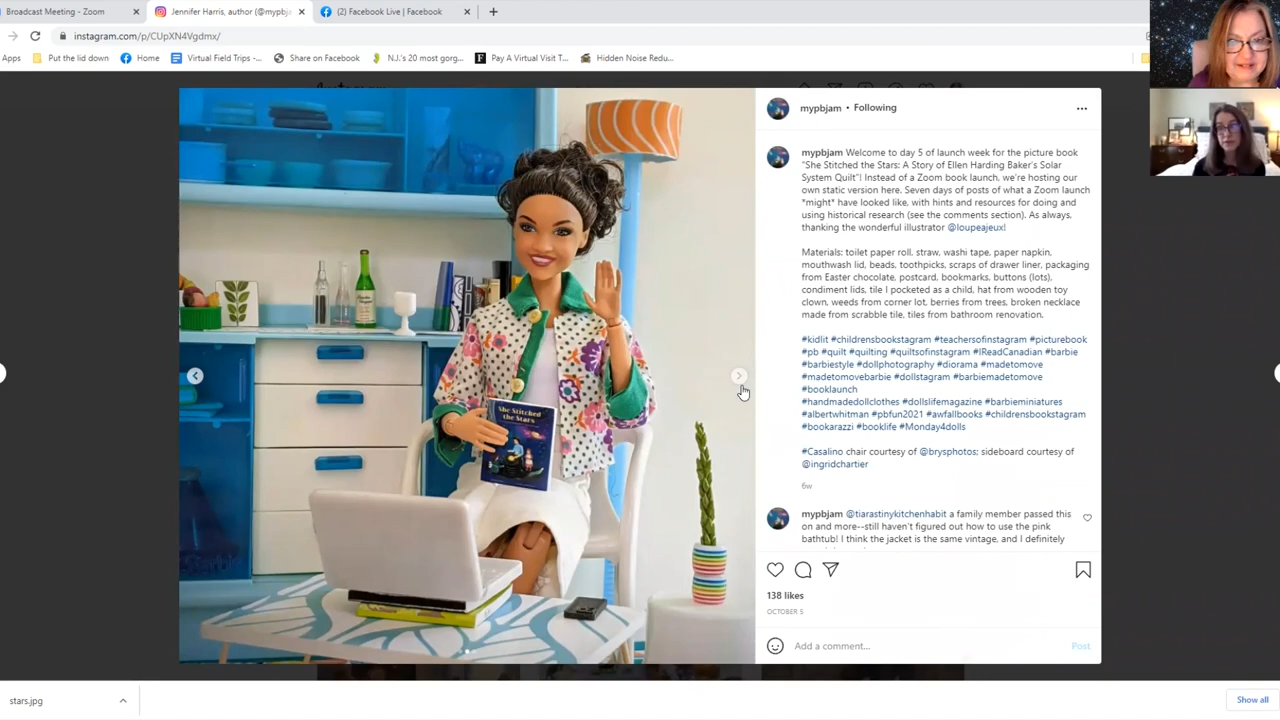 Broadcast Meeting - Zoom
Jennifer Harris, author (@mypbja
(2) Facebook Live | Facebook
instagram.com/p/CUpXN4Vgdmx/
Apps
Put the lid down
Home
Virtual Field Trips -...
Share on Facebook
N.J.'s 20 most gorg...
Pay A Virtual Visit T...
Hidden Noise Redu...
mypbjam • Following
mypbjam Welcome to day 5 of launch week for the picture book
"She Stitched the Stars: A Story of Ellen Harding Baker's Solar
System Quilt"! Instead of a Zoom book launch, we're hosting our
own static version here. Seven days of posts of what a Zoom launch
*might* have looked like, with hints and resources for doing and
using historical research (see the comments section). As always,
thanking the wonderful illustrator @loupeajeux!
Materials: toilet paper roll, straw, washi tape, paper napkin,
mouthwash lid, beads, toothpicks, scraps of drawer liner, packaging
from Easter chocolate, postcard, bookmarks, buttons (lots),
condiment lids, tile I pocketed as a child, hat from wooden toy
clown, weeds from corner lot, berries from trees, broken necklace
made from scrabble tile, tiles from bathroom renovation.
#kidlit #childrensbookstagram #teachersofinstagram #picturebook
#pb #quilt #quilting #quiltsofinstagram #IReadCanadian #barbie
#barbiestyle #dollphotography #diorama #madetomove
#madetomovebarbie #dollstagram #barbiemadetomove
#booklaunch
#handmadedollclothes #dollslifemagazine #barbieminiatures
#albertwhitman #pbfun2021 #awfallbooks #childrensbookstagram
#bookarazzi #booklife #Monday4dolls
#Casalino chair courtesy of @brysphotos; sideboard courtesy of
@ingridchartier
6w
mypbjam @tiarastinykitchenhabit a family member passed this
on and more--still haven't figured out how to use the pink
bathtub! I think the jacket is the same vintage, and I definitely
138 likes
OCTOBER 5
Add a comment...
Post
She Stitched
the Stars
stars.jpg
Show all